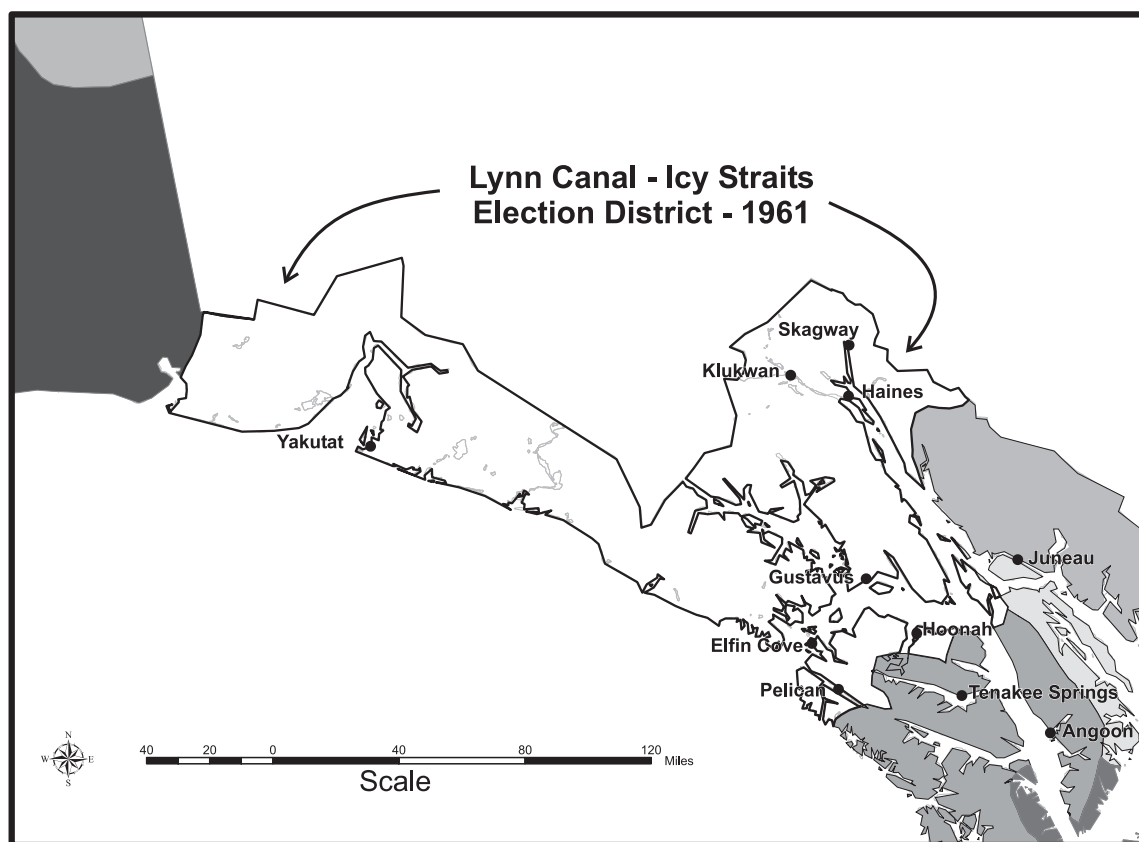 Lynn Canal - Icy Straits
Election District - 1961
Skagway
Klukwan
Haines
Yakutat
Juneau
Gustavus
Hoonah
Elfin Cove
Pelican
Tenakee Springs
Angoon
N
W E
S
40 20 0 40 80 120 Miles
Scale